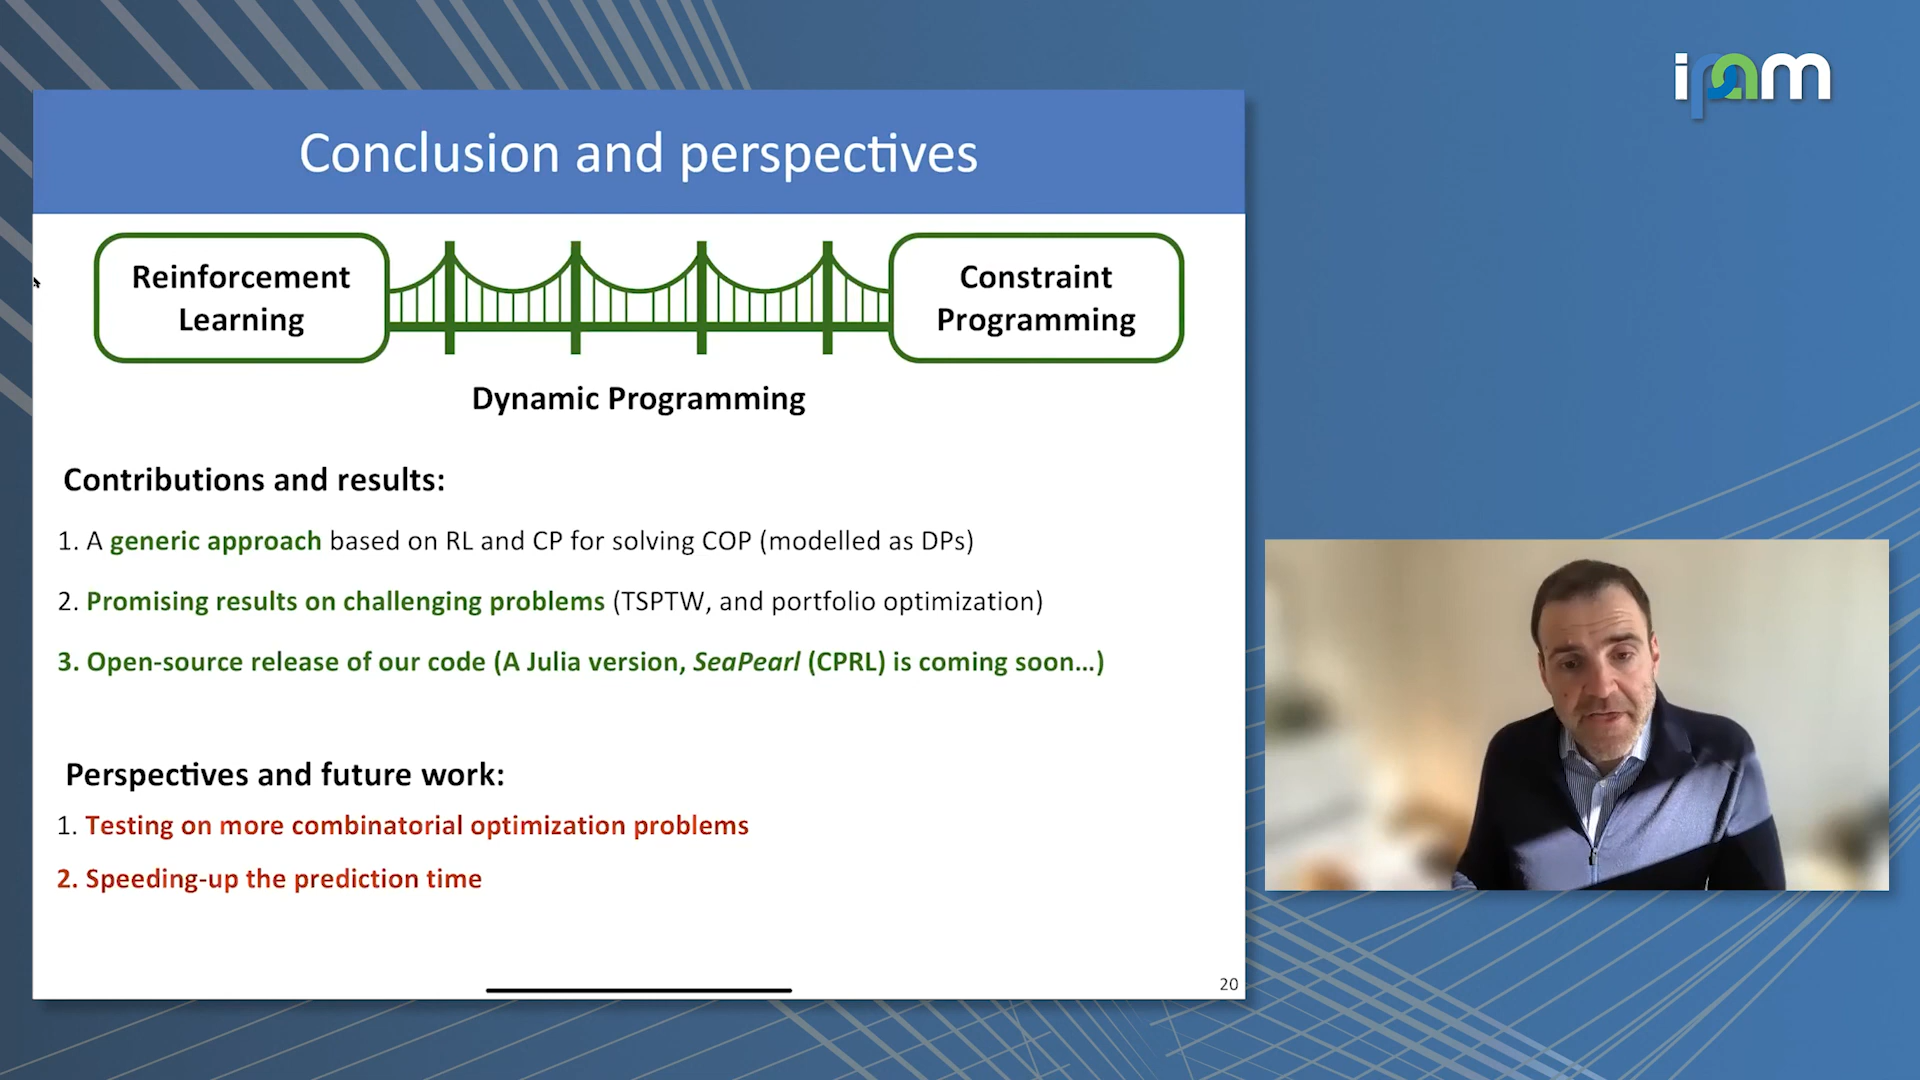 ipam
Conclusion and perspectives
Reinforcement
Learning
Constraint
Programming
Dynamic Programming
Contributions and results:
1. A generic approach based on RL and CP for solving COP (modelled as DPs)
2. Promising results on challenging problems (TSPTW, and portfolio optimization)
3. Open-source release of our code (A Julia version, SeaPearl (CPRL) is coming soon...)
Perspectives and future work:
1. Testing on more combinatorial optimization problems
2. Speeding-up the prediction time
20